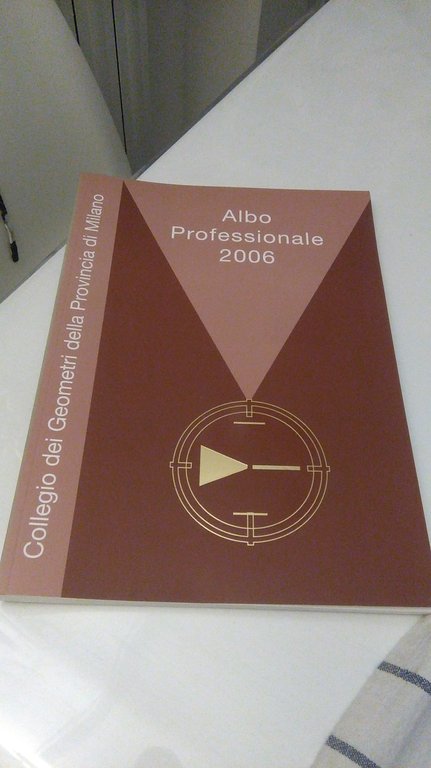 Albo
Professionale
2006
Collegio dei Geometri della Provincia di Milano